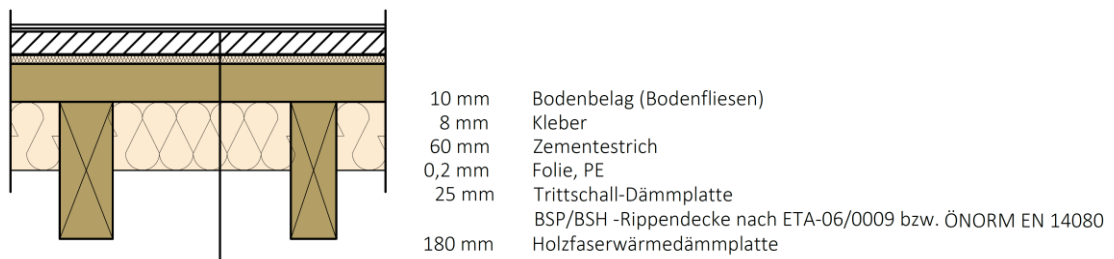 10 mm Bodenbelag (Bodenfliesen)
8 mm Kleber
60 mm Zementestrich
0,2 mm Folie, PE
25 mm Trittschall-Dämmplatte
BSP/BSH -Rippendecke nach ETA-06/0009 bzw. ÖNORM EN 14080
180 mm Holzfaserwärmedämmplatte